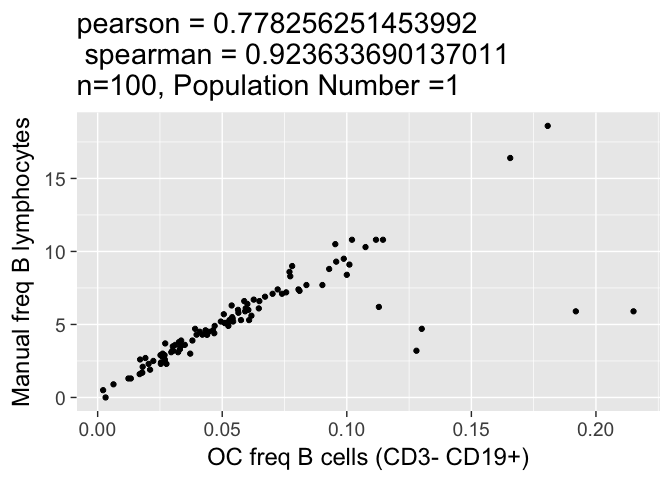 pearson = 0.778256251453992
spearman = 0.923633690137011
n=100, Population Number =1
Manual freq B lymphocytes
15
10
5
0
0.00 0.05 0.10 0.15 0.20
OC freq B cells (CD3- CD19+)